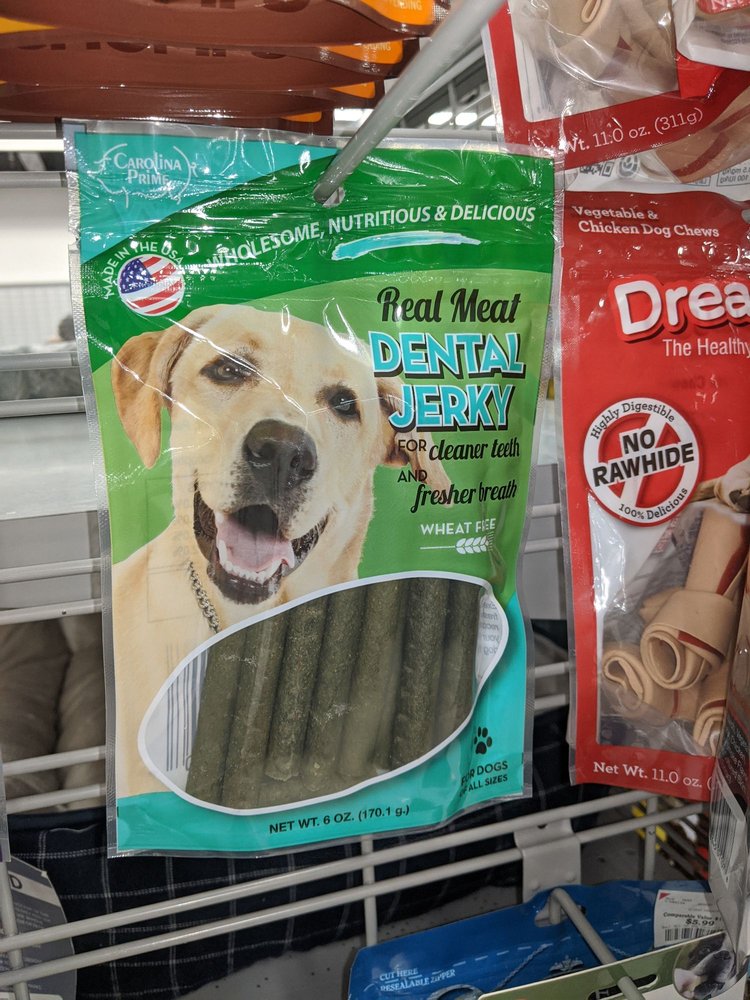 CAROLINA
PRIME
WHOLESOME, NUTRITIOUS & DELICIOUS
MADE IN THE USA
Real Meat
DENTAL
JERKY
FOR cleaner teeth
AND
fresher breath
WHEAT FREE
FOR DOGS
OF ALL SIZES
NET WT. 6 OZ. (170.1 g.)
Wt. 11.0 oz. (311g)
Vegetable &
Chicken Dog Chews
Drea
The Healthy
Highly Digestible
NO
RAWHIDE
100% Delicious
Net Wt. 11.0 oz. (
Comparable Value
$5.99
CUT HERE
RESEALABLE ZIPPER